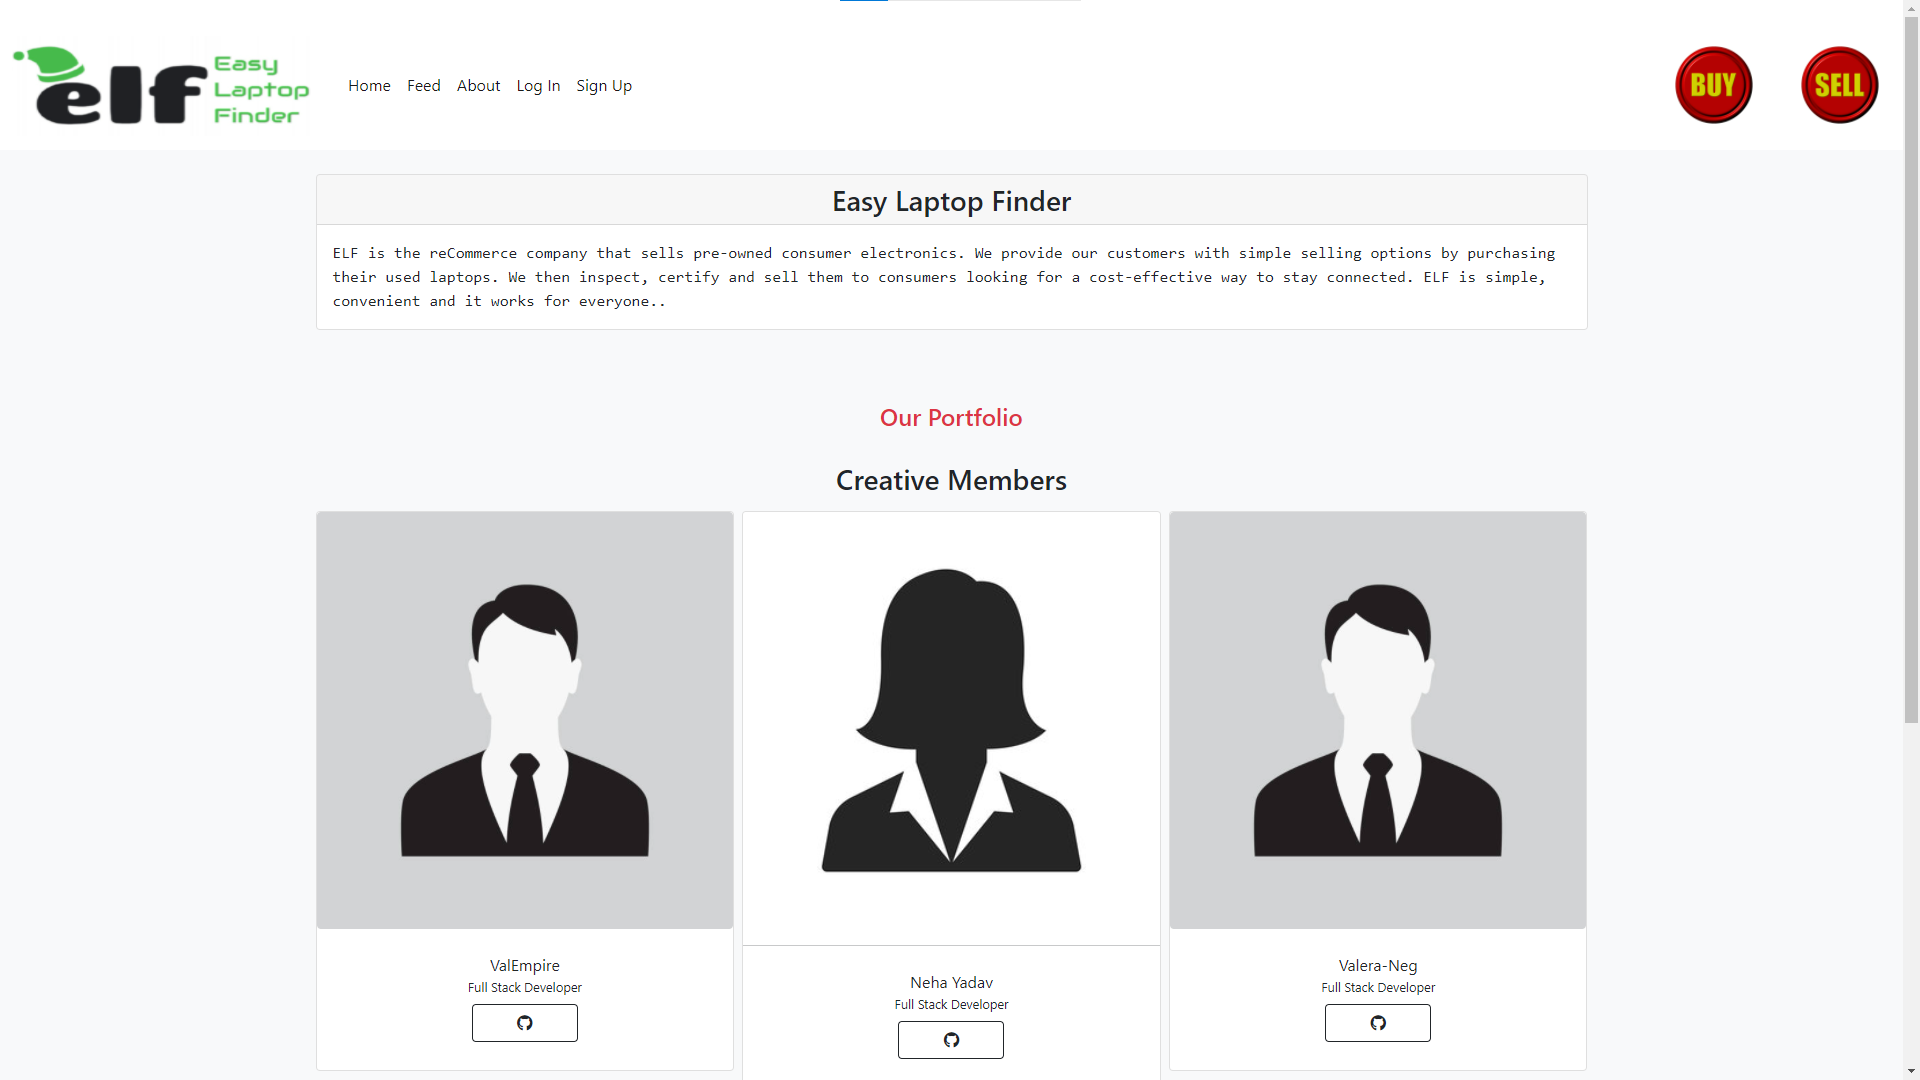 elf Easy
Laptop
Finder
Home Feed About Log In Sign Up
BUY SELL
Easy Laptop Finder
ELF is the reCommerce company that sells pre-owned consumer electronics. We provide our customers with simple selling options by purchasing
their used laptops. We then inspect, certify and sell them to consumers looking for a cost-effective way to stay connected. ELF is simple,
convenient and it works for everyone..
Our Portfolio
Creative Members
ValEmpire
Full Stack Developer
Neha Yadav
Full Stack Developer
Valera-Neg
Full Stack Developer